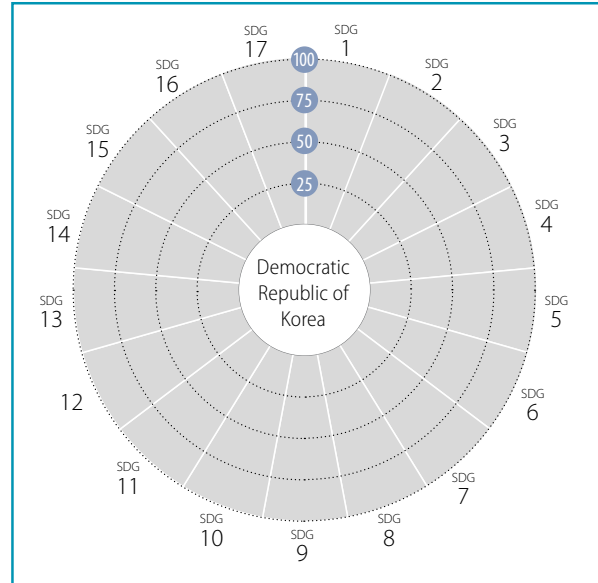 SDG
1
SDG
2
SDG
3
SDG
4
SDG
5
SDG
6
SDG
7
SDG
8
SDG
9
SDG
10
SDG
11
12
SDG
13
SDG
14
SDG
15
SDG
16
SDG
17
100
75
50
25
Democratic
Republic of
Korea